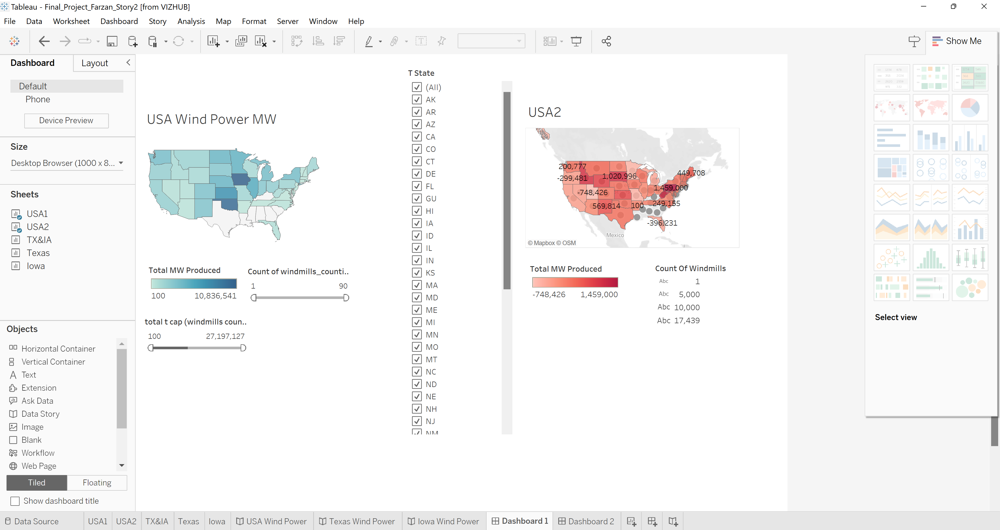 Tableau - Final_Project_Farzan_Story2 [from VIZHUB]
File Data Worksheet Dashboard Story Analysis Map Format Server Window Help
Show Me
Dashboard Layout
Default
Phone
Device Preview
Size
Desktop Browser (1000 x 8...
Sheets
USA1
USA2
TX&IA
Texas
Iowa
Objects
Horizontal Container
Vertical Container
Text
Extension
Ask Data
Data Story
Image
Blank
Workflow
Web Page
Tiled Floating
Show dashboard title
USA Wind Power MW
Total MW Produced
100 10,836,541
Count of windmills_counti..
1 90
total t cap (windmills coun..
100 27,197,127
T State
(All)
AK
AR
AZ
CA
CO
CT
DE
FL
GU
HI
IA
ID
IL
IN
KS
MA
MD
ME
MI
MN
MO
MT
NC
ND
NE
NH
NJ
NM
USA2
200,777
449,708
1,020,996
-299,481
1,459,000
-748,426
249,155
569,814 100
-396,231
Mexico
© Mapbox © OSM
Total MW Produced
-748,426 1,459,000
Count Of Windmills
Abc 1
Abc 5,000
Abc 10,000
Abc 17,439
Select view
Data Source USA1 USA2 TX&IA Texas Iowa USA Wind Power Texas Wind Power Iowa Wind Power Dashboard 1 Dashboard 2